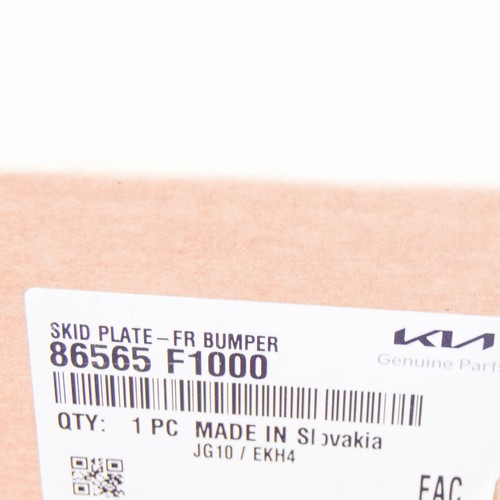 SKID PLATE-FR BUMPER
86565 F1000
KIA
Genuine Parts
QTY: 1 PC MADE IN Slovakia
JG10 / EKH4
EAC